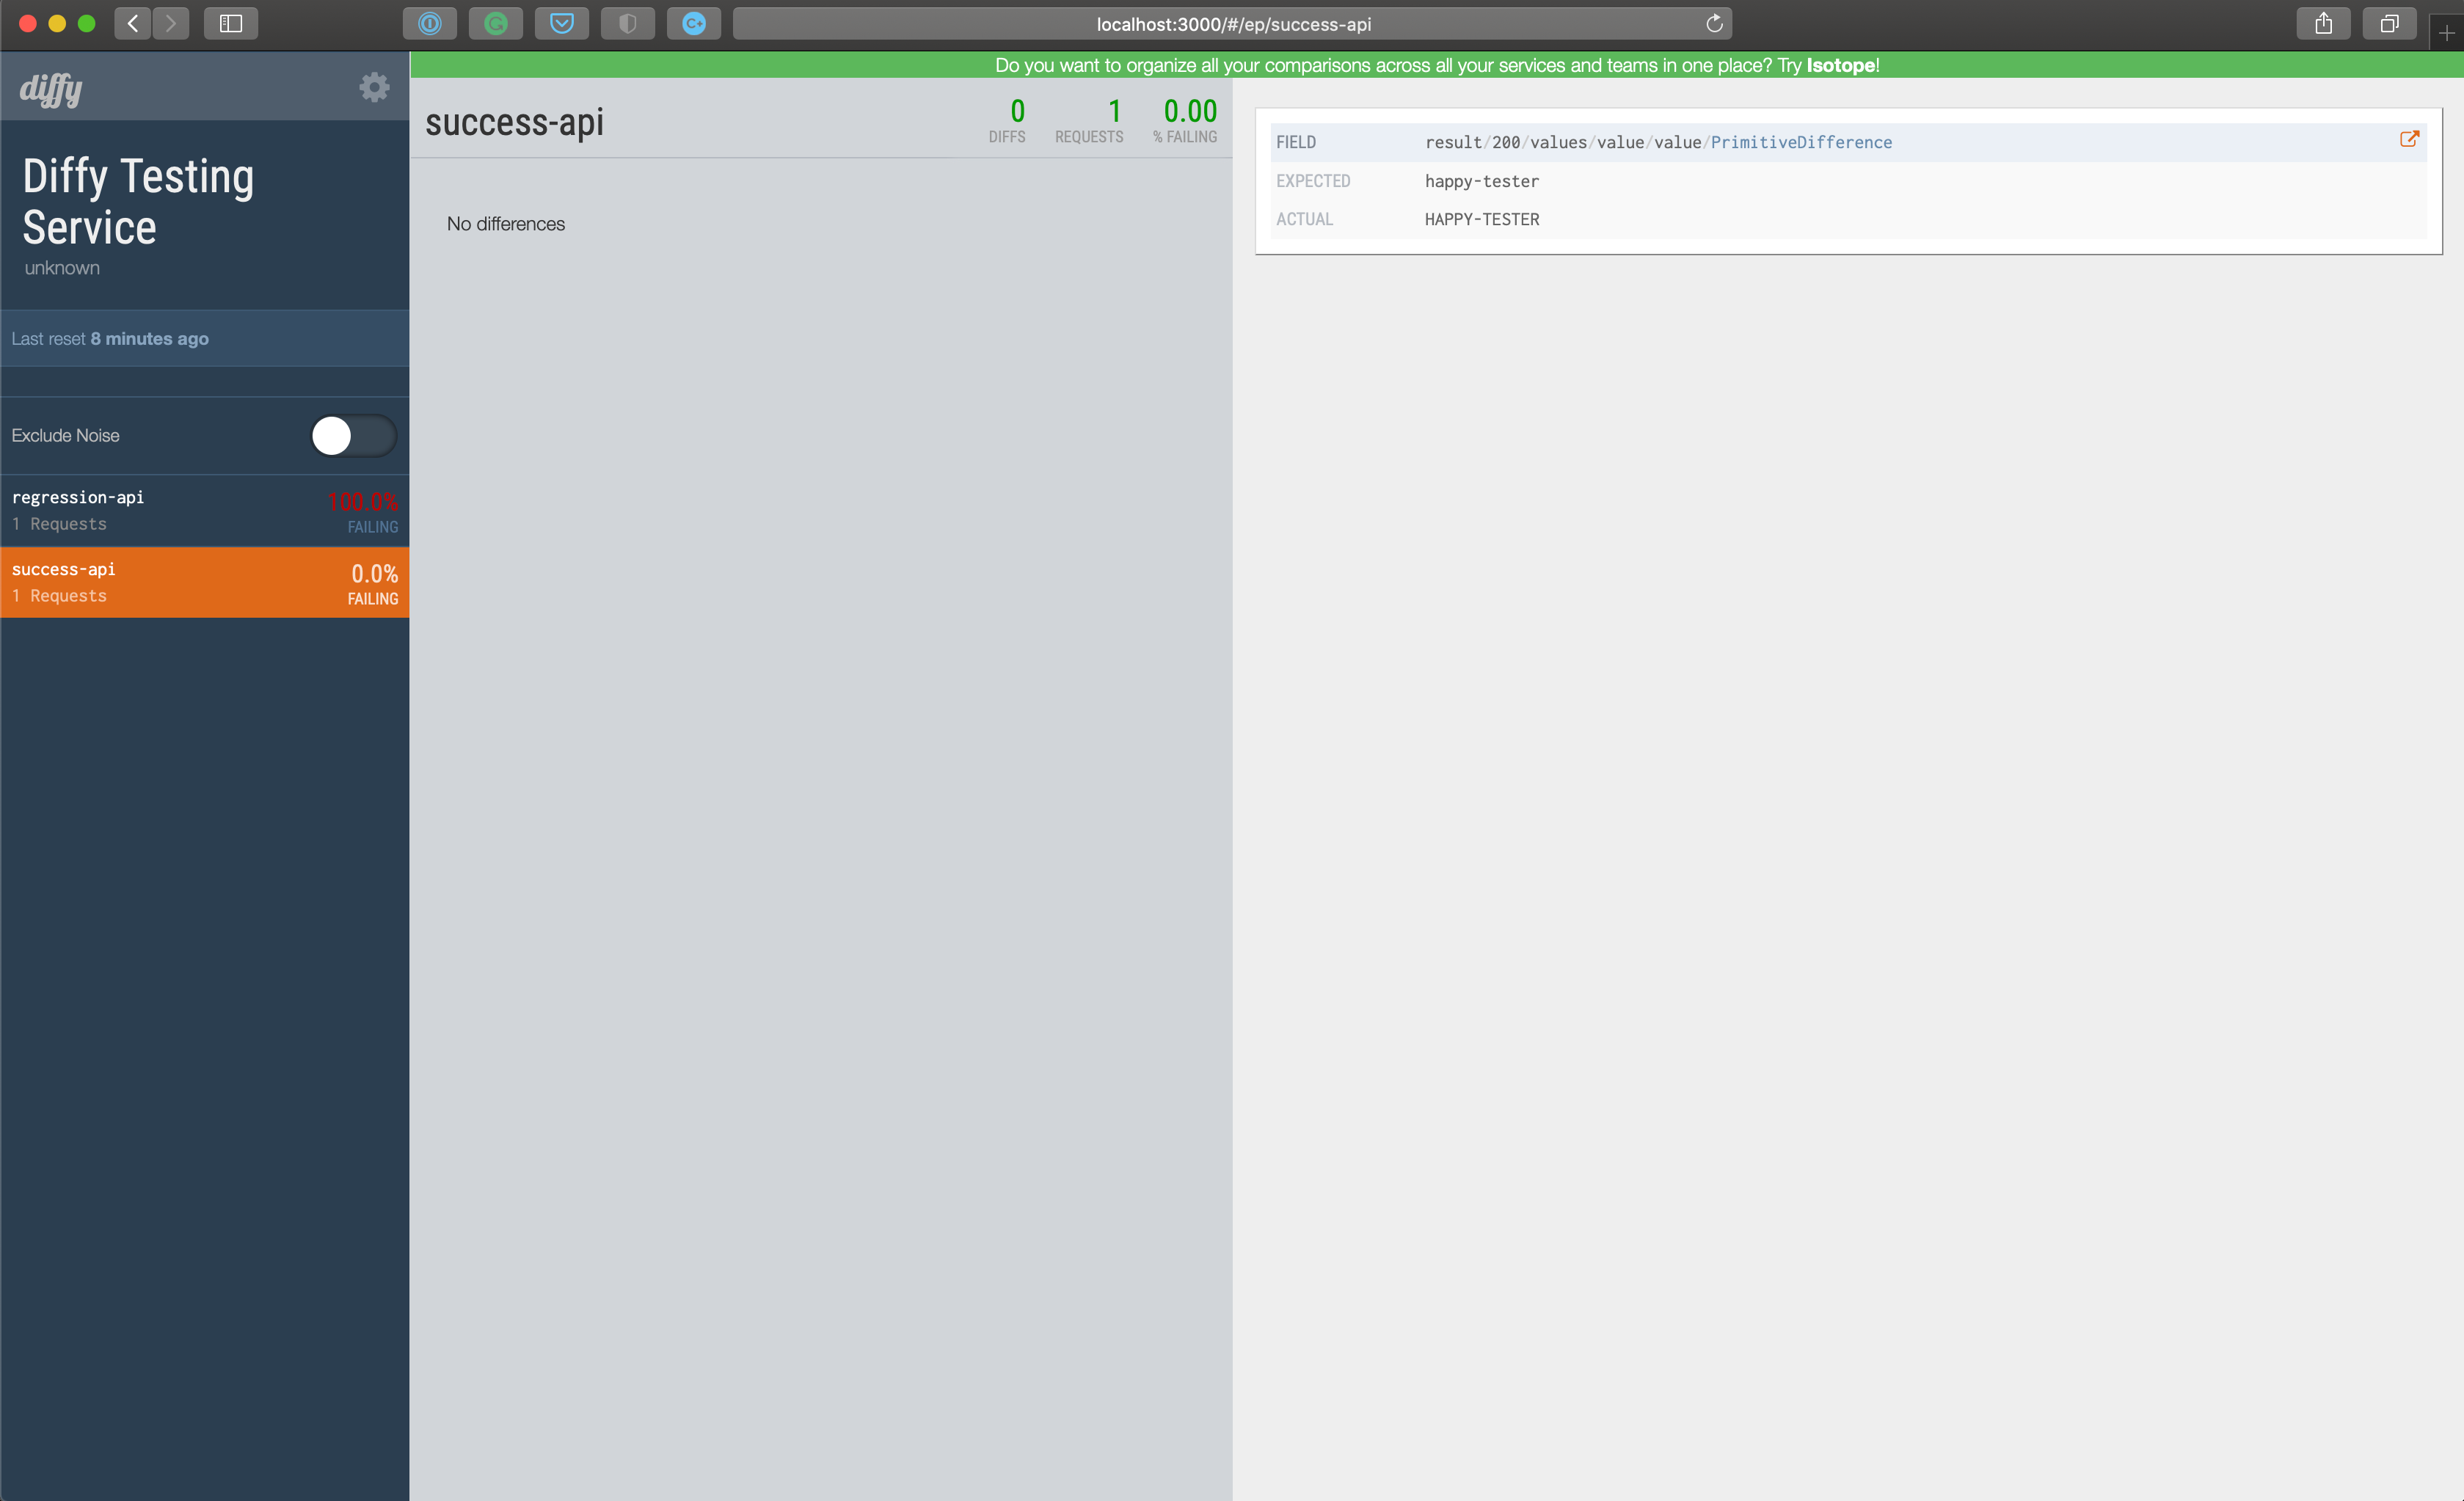 localhost:3000/#/ep/success-api
diffy
Do you want to organize all your comparisons across all your services and teams in one place? Try Isotope!
Diffy Testing
Service
unknown
Last reset 8 minutes ago
Exclude Noise
regression-api 100.0%
1 Requests FAILING
success-api 0.0%
1 Requests FAILING
success-api
0 1 0.00
DIFFS REQUESTS % FAILING
No differences
FIELD result/200/values/value/value/PrimitiveDifference
EXPECTED happy-tester
ACTUAL HAPPY-TESTER